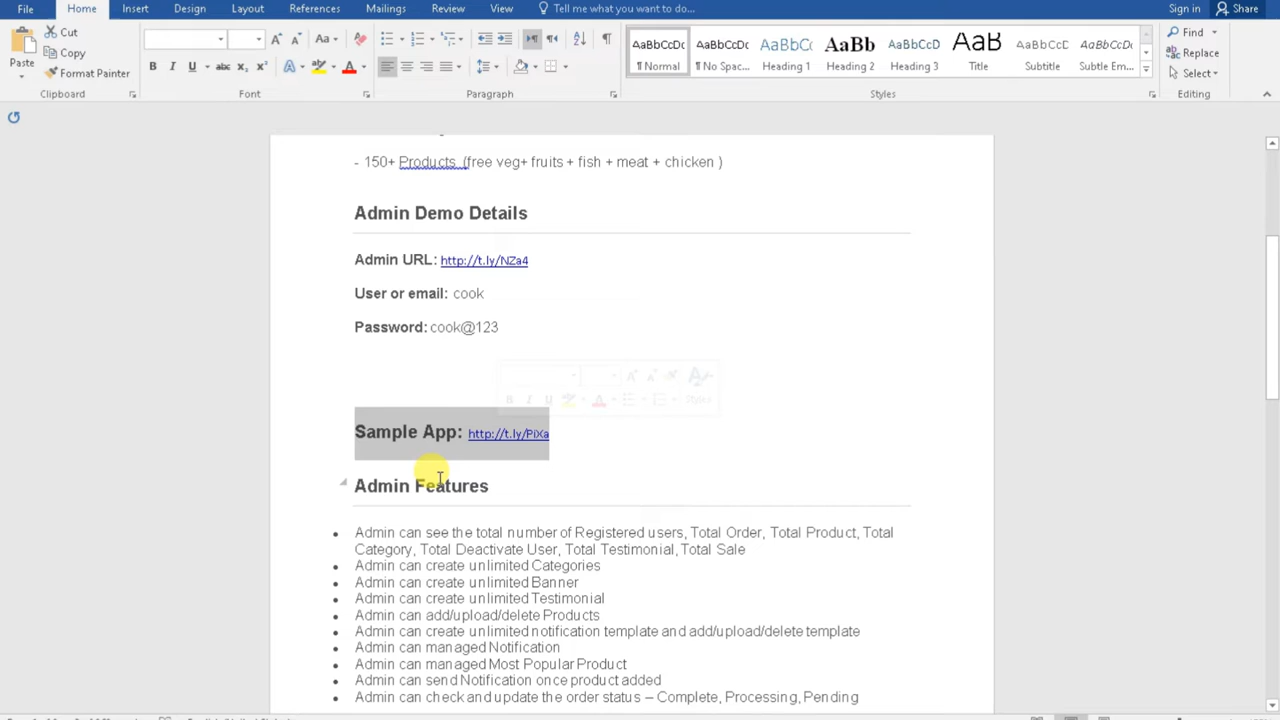 File Home Insert Design Layout References Mailings Review View Tell me what you want to do... Sign in Share
Paste Cut Copy Format Painter
Clipboard Font Paragraph Styles Editing
AaBbCcDc AaBbCcDc AaBbC AaBb AaBbCcD AaB AaBbCcD AaBbCcDc
¶ Normal ¶ No Spac... Heading 1 Heading 2 Heading 3 Title Subtitle Subtle Em...
Find
Replace
Select
- 150+ Products (free veg+ fruits + fish + meat + chicken )
Admin Demo Details
Admin URL: http://t.ly/NZa4
User or email: cook
Password: cook@123
Styles
Sample App: http://t.ly/PiXa
Admin Features
Admin can see the total number of Registered users, Total Order, Total Product, Total
Category, Total Deactivate User, Total Testimonial, Total Sale
Admin can create unlimited Categories
Admin can create unlimited Banner
Admin can create unlimited Testimonial
Admin can add/upload/delete Products
Admin can create unlimited notification template and add/upload/delete template
Admin can managed Notification
Admin can managed Most Popular Product
Admin can send Notification once product added
Admin can check and update the order status – Complete, Processing, Pending